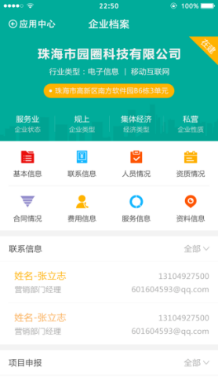 22:50
应用中心
企业档案
在建
珠海市园圈科技有限公司
行业类型：电子信息 | 移动互联网
珠海市高新区南方软件园B6栋3单元
服务业 规上 集体经济 私营
企业状态 企业类型 经济类型 企业性质
基本信息 联系信息 人员情况 资质情况
合同情况 费用信息 服务信息 资料信息
联系信息 全部
姓名-张立志 13104927500
营销部门经理 601604593@qq.com
姓名-张立志 13104927500
营销部门经理 601604593@qq.com
项目申报 全部